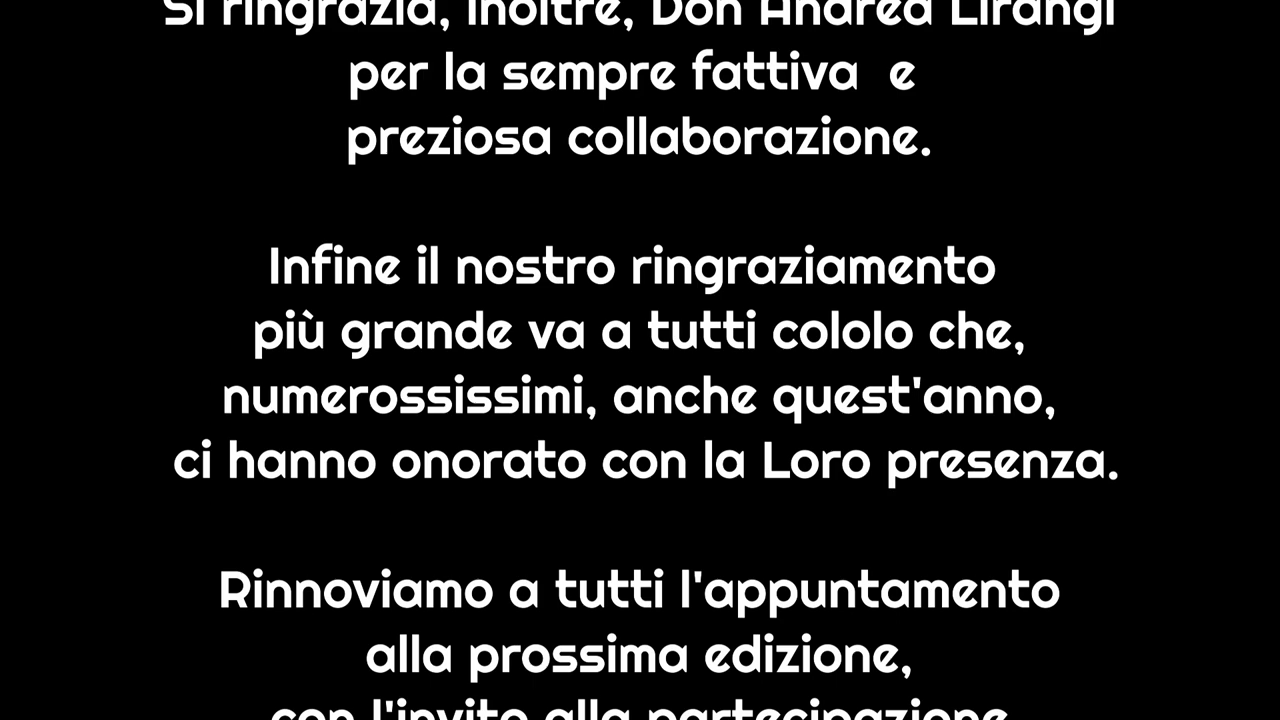 Si ringrazia, inoltre, Don Andrea Lirangi
per la sempre fattiva  e
preziosa collaborazione.
Infine il nostro ringraziamento
più grande va a tutti cololo che,
numerossissimi, anche quest'anno,
ci hanno onorato con la Loro presenza.
Rinnoviamo a tutti l'appuntamento
alla prossima edizione,
con l'invito alla partecipazione